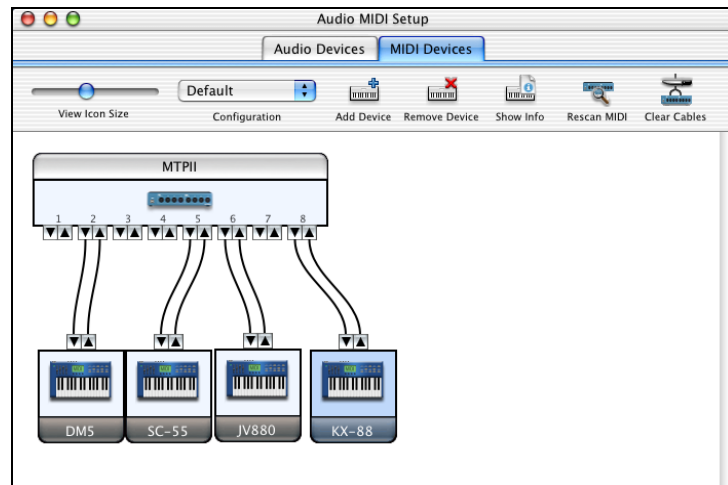 Audio MIDI Setup
Audio Devices MIDI Devices
Default
View Icon Size Configuration Add Device Remove Device Show Info Rescan MIDI Clear Cables
MTPII
1 2 3 4 5 6 7 8
DM5 SC-55 JV880 KX-88